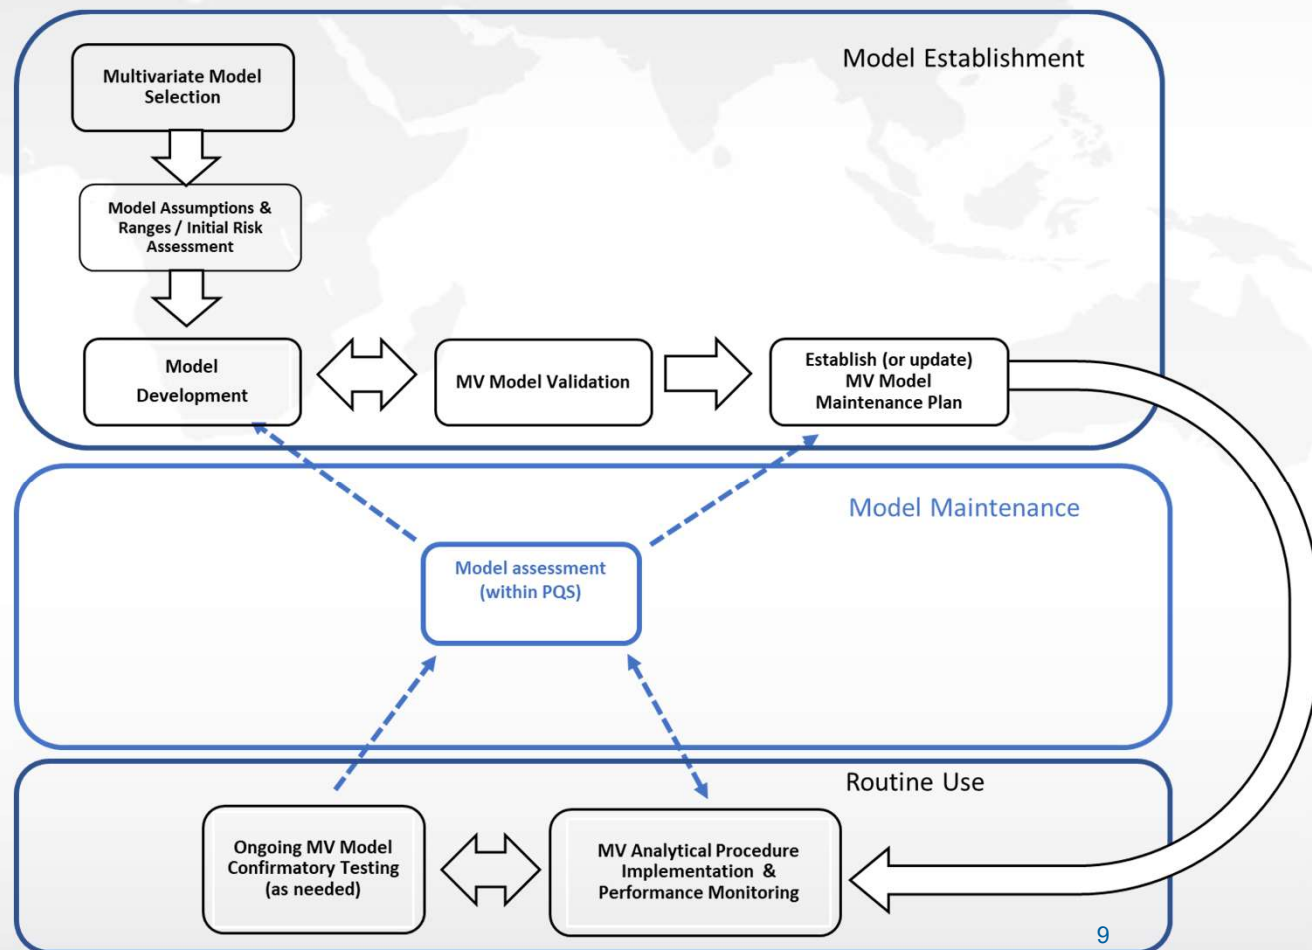 Model Establishment
Multivariate Model
Selection
Model Assumptions &
Ranges / Initial Risk
Assessment
Model
Development
MV Model Validation
Establish (or update)
MV Model
Maintenance Plan
Model Maintenance
Model assessment
(within PQS)
Routine Use
Ongoing MV Model
Confirmatory Testing
(as needed)
MV Analytical Procedure
Implementation &
Performance Monitoring
9